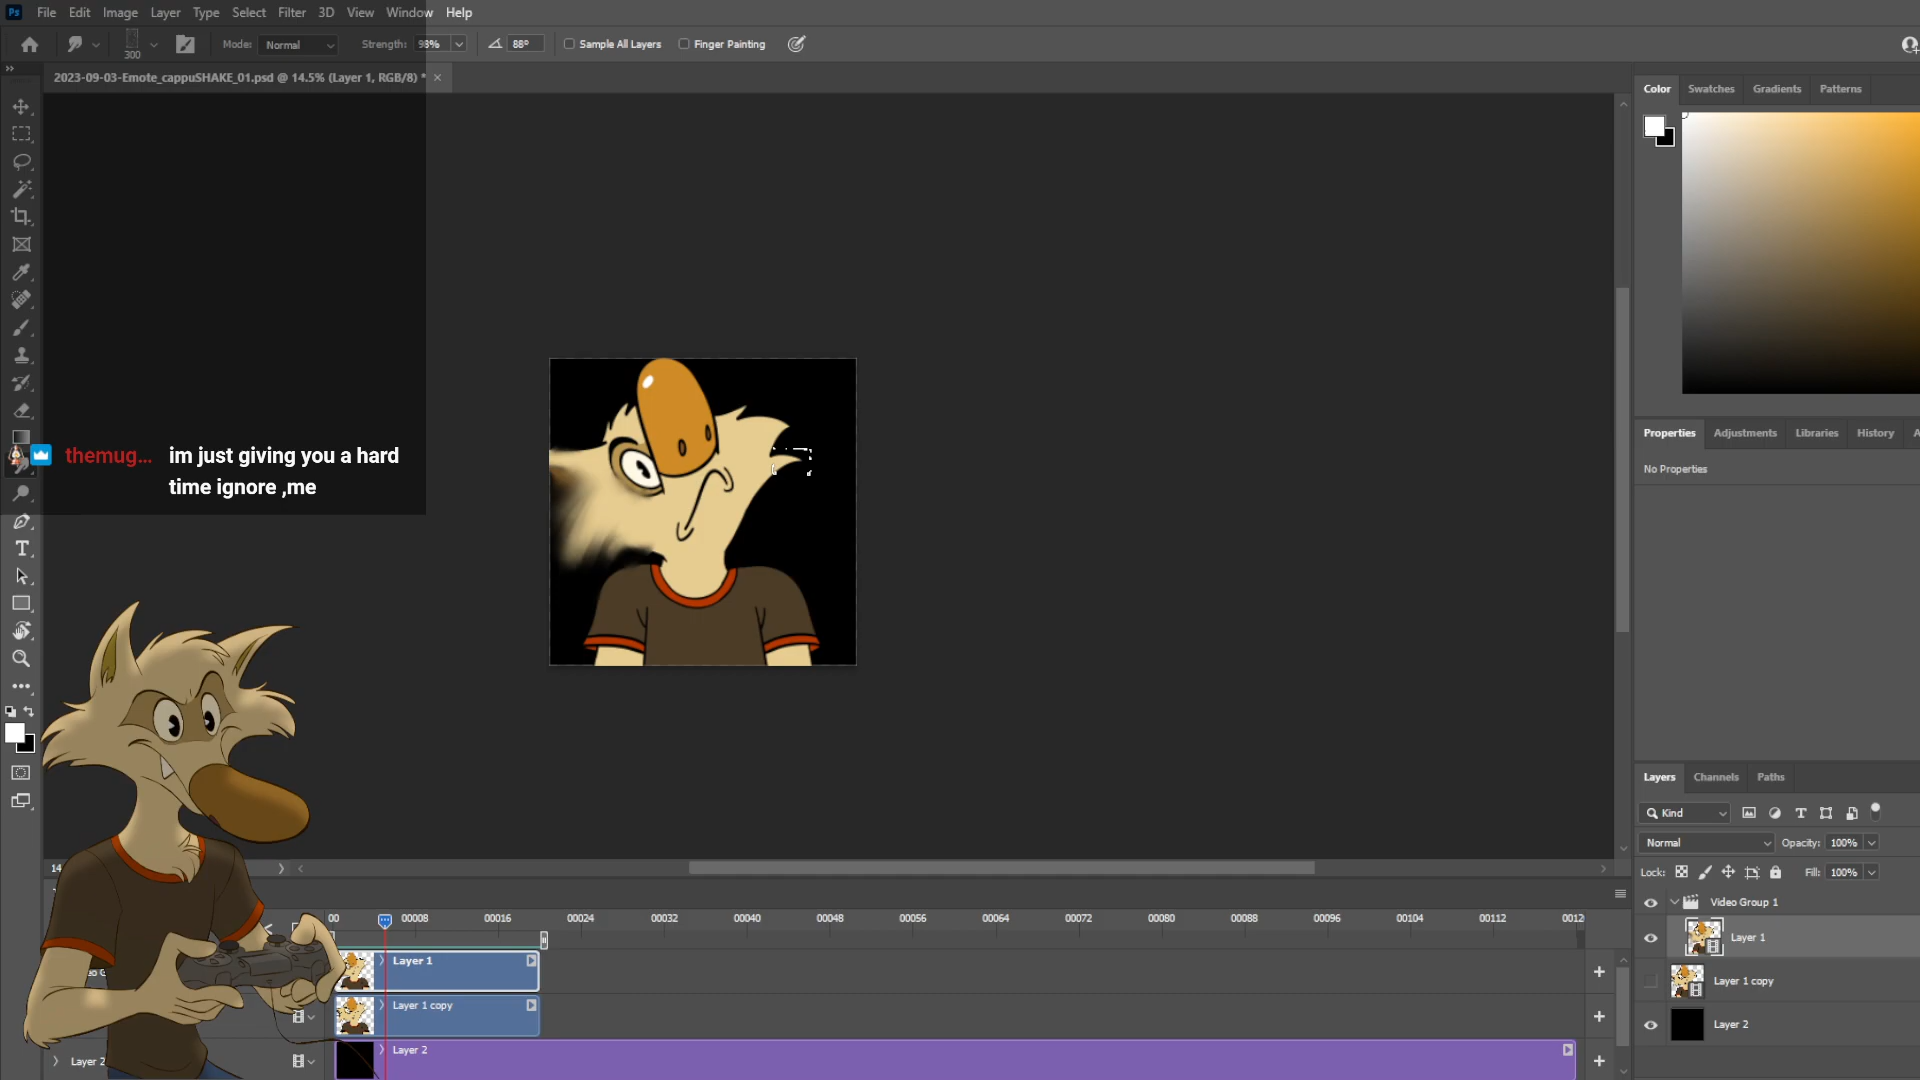 Ps File Edit Image Layer Type Select Filter 3D View Window Help
300 Mode: Normal Strength: 98% 88° Sample All Layers Finger Painting
2023-09-03-Emote_cappuSHAKE_01.psd @ 14.5% (Layer 1, RGB/8) *
Color Swatches Gradients Patterns
themug... im just giving you a hard
time ignore ,me
Properties Adjustments Libraries History A
No Properties
T
Layers Channels Paths
Kind
Normal Opacity: 100%
Lock: Fill: 100%
Video Group 1
Layer 1
Layer 1 copy
Layer 2
14
00 00008 00016 00024 00032 00040 00048 00056 00064 00072 00080 00088 00096 00104 00112 0012
Layer 1
Layer 1 copy
Layer 2 Layer 2